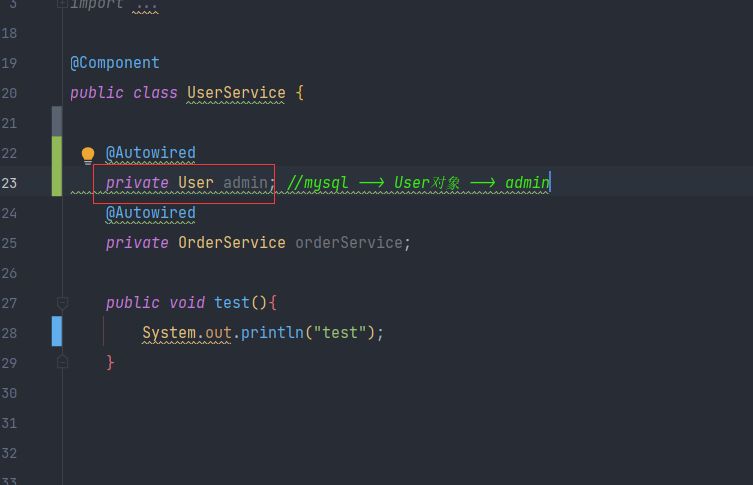 3 import ...
18
19 @Component
20 public class UserService {
21
22 @Autowired
23 private User admin; //mysql --> User对象 --> admin
24 @Autowired
25 private OrderService orderService;
26
27 public void test(){
28 System.out.println("test");
29 }
30
31
32
33